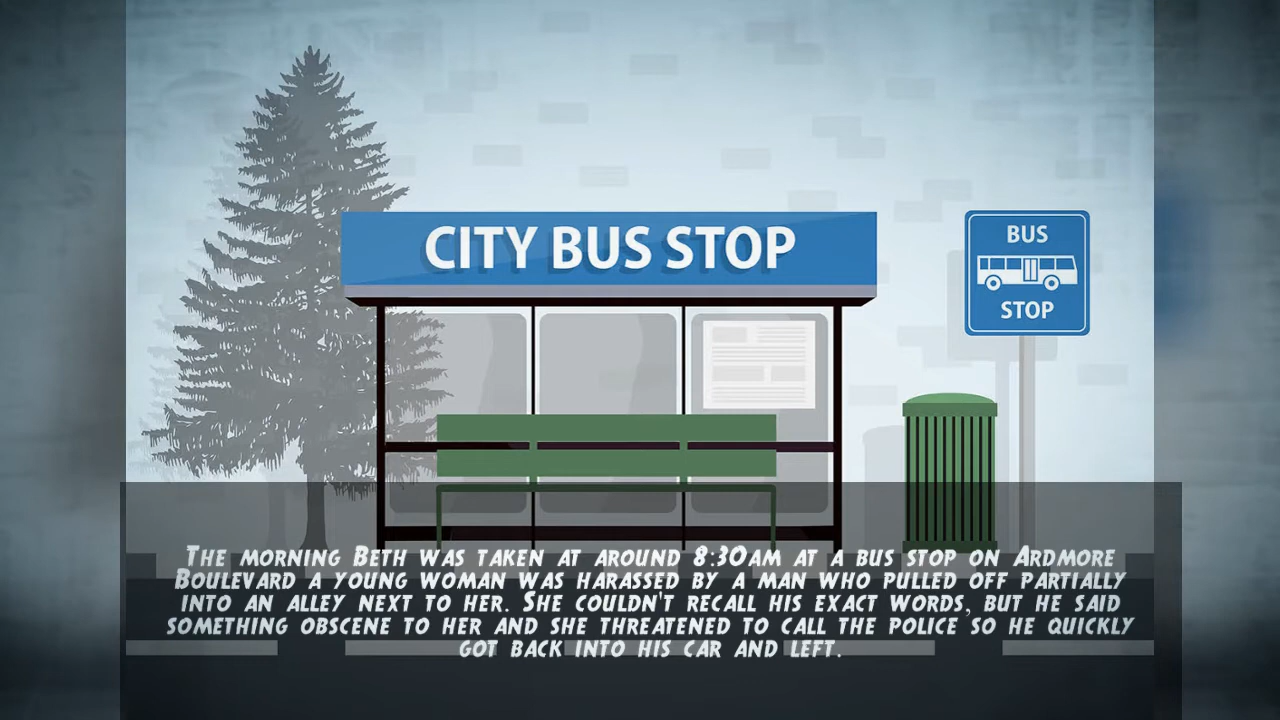 CITY BUS STOP
BUS
STOP
THE MORNING BETH WAS TAKEN AT AROUND 8:30AM AT A BUS STOP ON ARDMORE
BOULEVARD A YOUNG WOMAN WAS HARASSED BY A MAN WHO PULLED OFF PARTIALLY
INTO AN ALLEY NEXT TO HER. SHE COULDN'T RECALL HIS EXACT WORDS, BUT HE SAID
SOMETHING OBSCENE TO HER AND SHE THREATENED TO CALL THE POLICE SO HE QUICKLY
GOT BACK INTO HIS CAR AND LEFT.